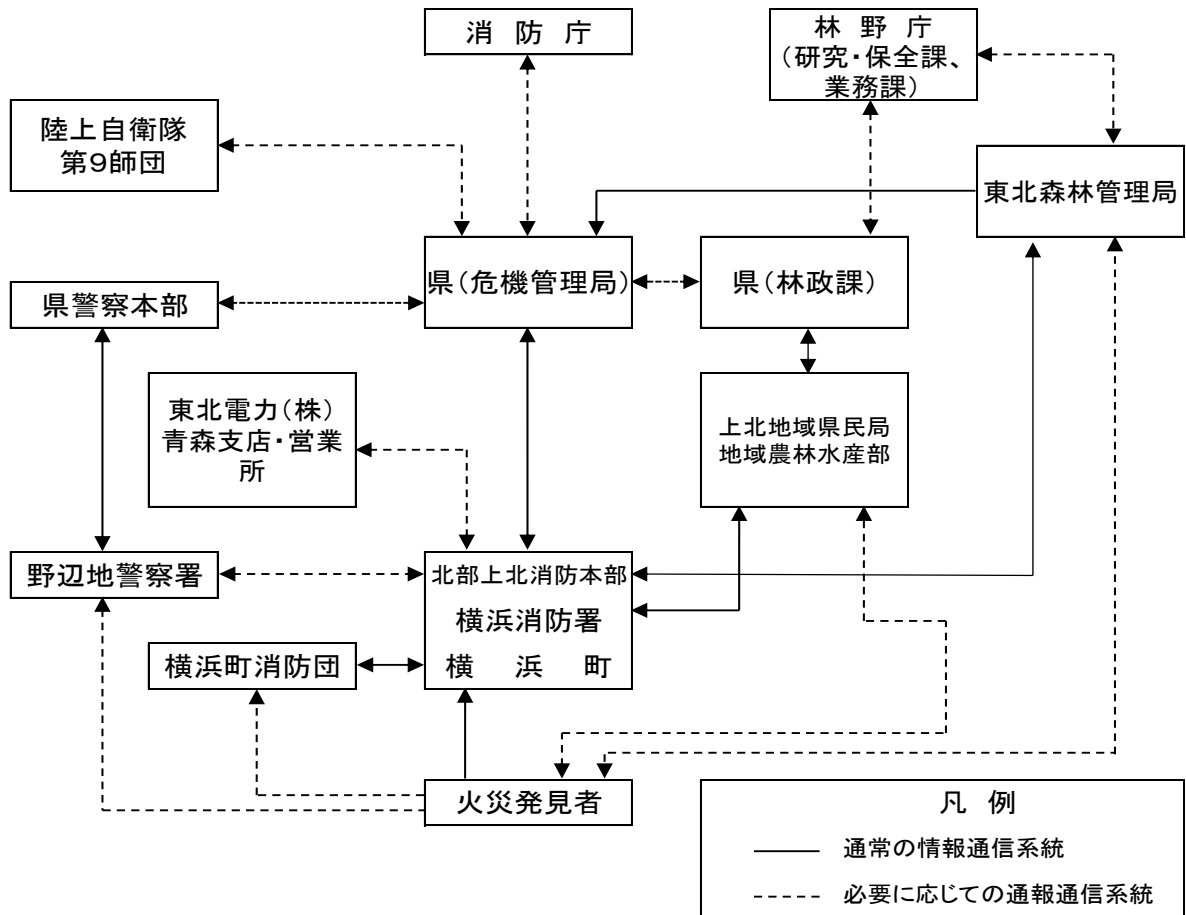 消 防 庁
林 野 庁
(研究・保全課、
業務課)
陸上自衛隊
第9師団
東北森林管理局
県(危機管理局)
県(林政課)
県警察本部
東北電力(株)
青森支店・営業
所
上北地域県民局
地域農林水産部
野辺地警察署
北部上北消防本部
横浜消防署
横 浜 町
横浜町消防団
火災発見者
凡 例
通常の情報通信系統
必要に応じての通報通信系統